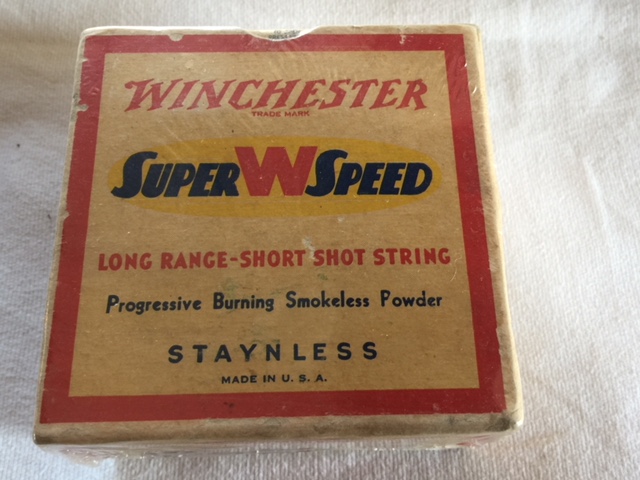 WINCHESTER
TRADE MARK
SUPER W SPEED
LONG RANGE-SHORT SHOT STRING
Progressive Burning Smokeless Powder
STAYNLESS
MADE IN U. S. A.